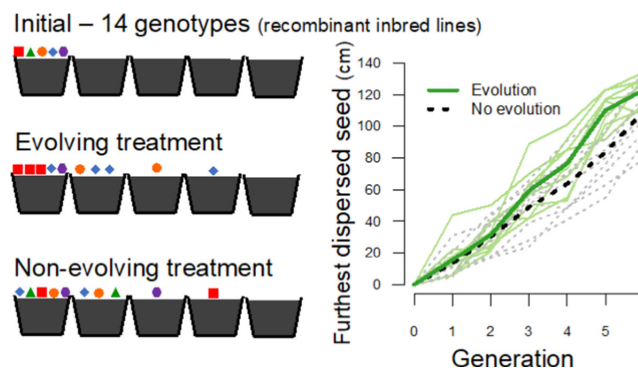 Initial – 14 genotypes (recombinant inbred lines)
Evolving treatment
Non-evolving treatment
Furthest dispersed seed (cm)
140
120
100
80
60
40
20
0
Evolution
No evolution
0 1 2 3 4 5
Generation